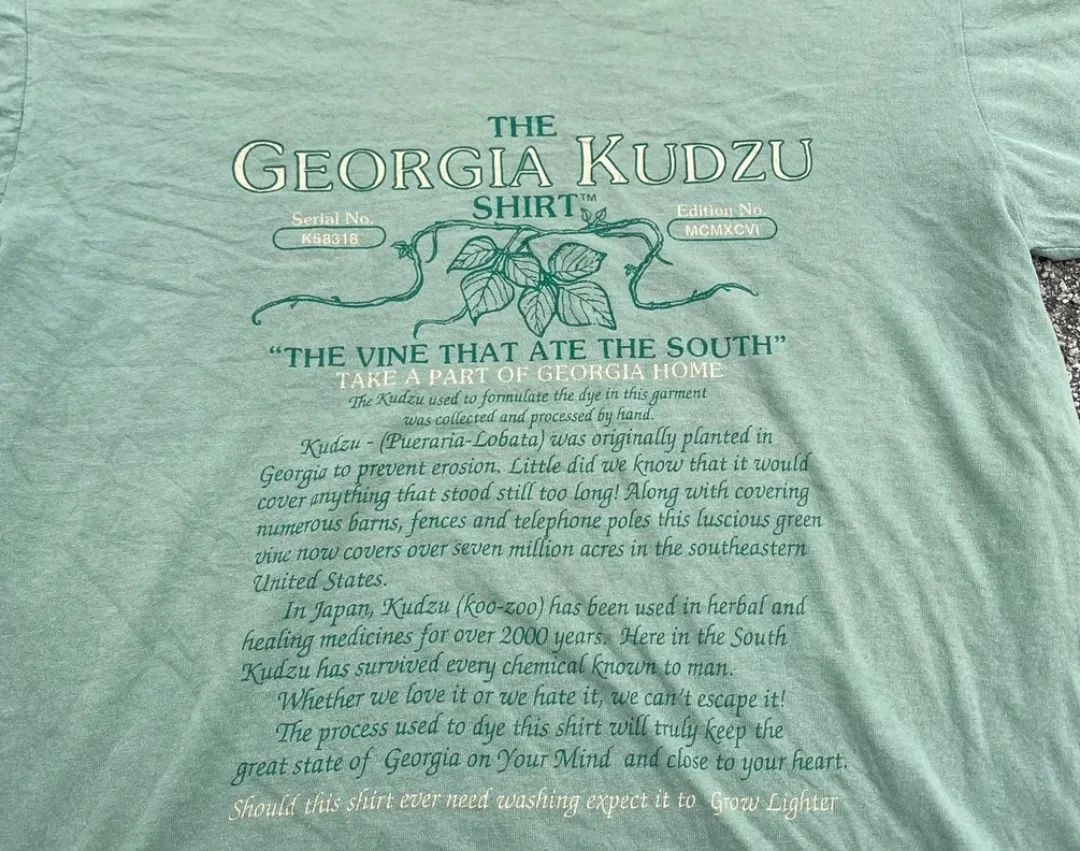 THE
GEORGIA KUDZU
SHIRT™
Serial No.
K58318
Edition No.
MCMXCVI
“THE VINE THAT ATE THE SOUTH”
TAKE A PART OF GEORGIA HOME
The Kudzu used to formulate the dye in this garment
was collected and processed by hand.
Kudzu - (Pueraria-Lobata) was originally planted in
Georgia to prevent erosion. Little did we know that it would
cover anything that stood still too long! Along with covering
numerous barns, fences and telephone poles this luscious green
vine now covers over seven million acres in the southeastern
United States.
In Japan, Kudzu (koo-zoo) has been used in herbal and
healing medicines for over 2000 years. Here in the South
Kudzu has survived every chemical known to man.
Whether we love it or we hate it, we can't escape it!
The process used to dye this shirt will truly keep the
great state of Georgia on Your Mind and close to your heart.
Should this shirt ever need washing expect it to Grow Lighter